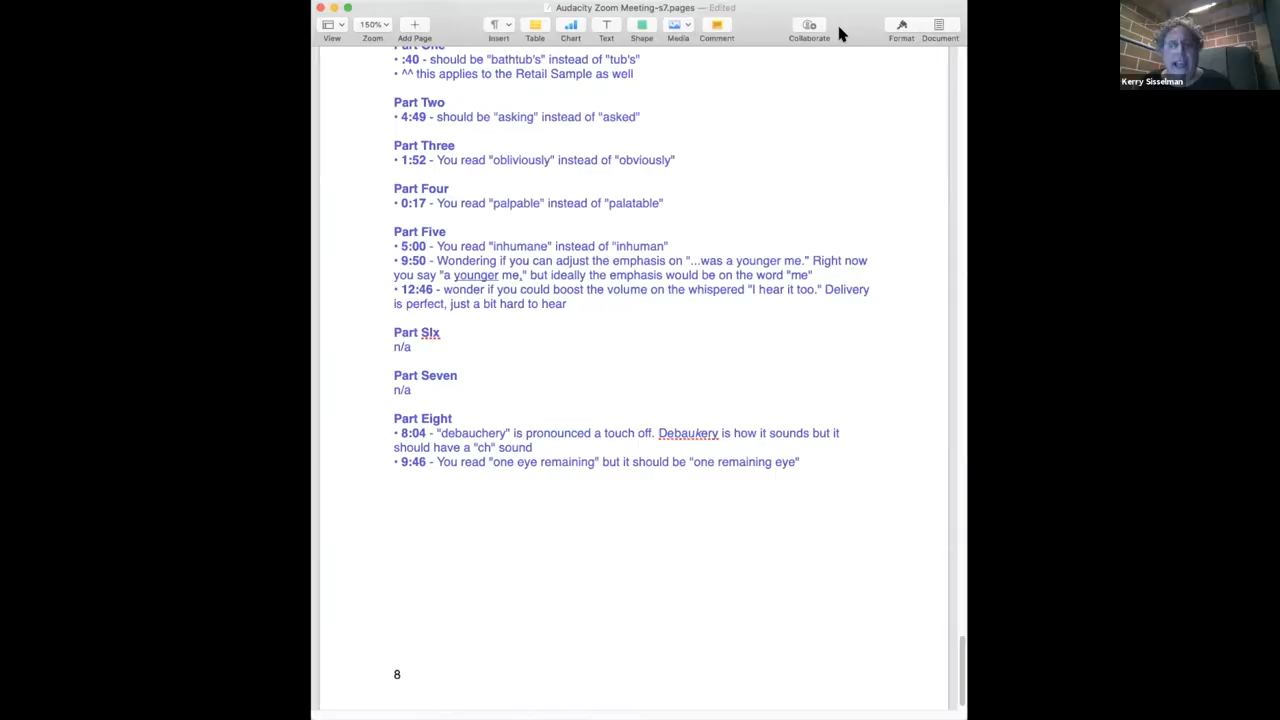 Audacity Zoom Meeting-s7.pages — Edited
150%
View
Zoom
Add Page
Insert
Table
Chart
Text
Shape
Media
Comment
Collaborate
Format
Document
Kerry Sisselman
Part One
• :40 - should be "bathtub's" instead of "tub's"
• ^^ this applies to the Retail Sample as well
Part Two
• 4:49 - should be "asking" instead of "asked"
Part Three
• 1:52 - You read "obliviously" instead of "obviously"
Part Four
• 0:17 - You read "palpable" instead of "palatable"
Part Five
• 5:00 - You read "inhumane" instead of "inhuman"
• 9:50 - Wondering if you can adjust the emphasis on "...was a younger me." Right now
you say "a younger me," but ideally the emphasis would be on the word "me"
• 12:46 - wonder if you could boost the volume on the whispered "I hear it too." Delivery
is perfect, just a bit hard to hear
Part SIx
n/a
Part Seven
n/a
Part Eight
• 8:04 - "debauchery" is pronounced a touch off. Debaukery is how it sounds but it
should have a "ch" sound
• 9:46 - You read "one eye remaining" but it should be "one remaining eye"
8